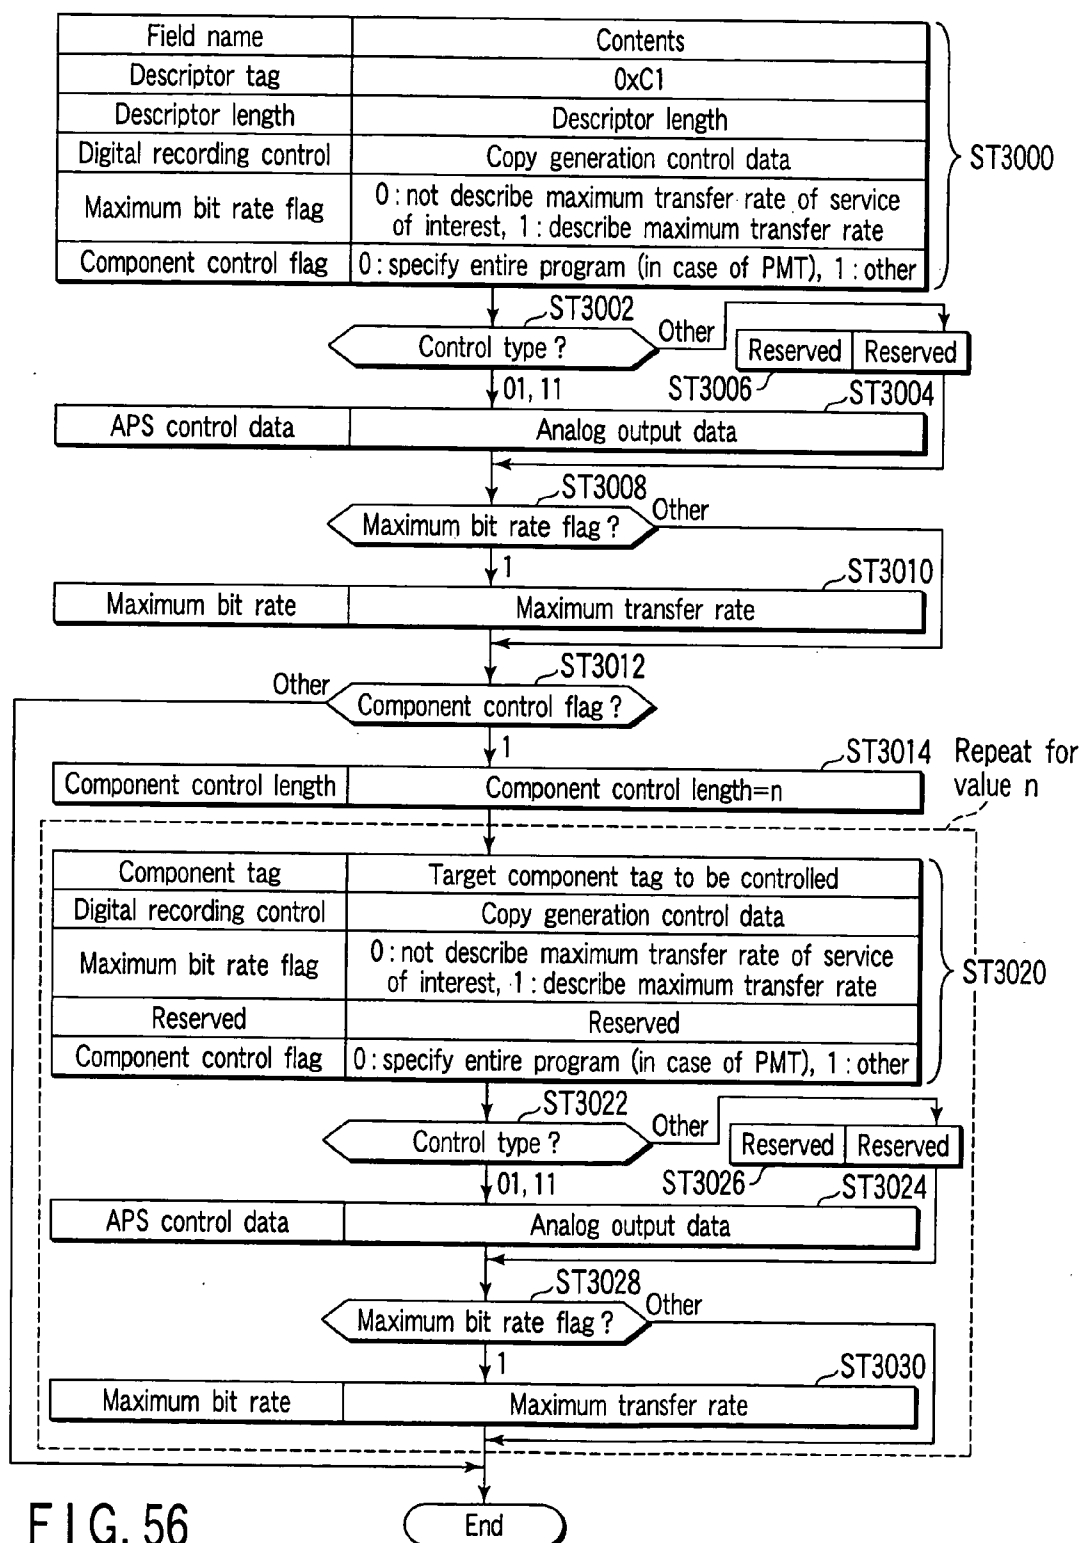 Field name Contents
Descriptor tag 0xC1
Descriptor length Descriptor length
Digital recording control Copy generation control data
ST3000
Maximum bit rate flag 0 : not describe maximum transfer rate of service
of interest, 1 : describe maximum transfer rate
Component control flag 0 : specify entire program (in case of PMT), 1 : other
ST3002
Control type ?
Other
Reserved Reserved
ST3006
01, 11
ST3004
APS control data Analog output data
ST3008
Maximum bit rate flag ?
Other
1
ST3010
Maximum bit rate Maximum transfer rate
ST3012
Other
Component control flag ?
1
ST3014
Repeat for
value n
Component control length Component control length=n
Component tag Target component tag to be controlled
Digital recording control Copy generation control data
Maximum bit rate flag 0 : not describe maximum transfer rate of service
of interest, 1 : describe maximum transfer rate
ST3020
Reserved Reserved
Component control flag 0 : specify entire program (in case of PMT), 1 : other
ST3022
Control type ?
Other
Reserved Reserved
ST3026
01, 11
ST3024
APS control data Analog output data
ST3028
Maximum bit rate flag ?
Other
1
ST3030
Maximum bit rate Maximum transfer rate
End
FIG. 56